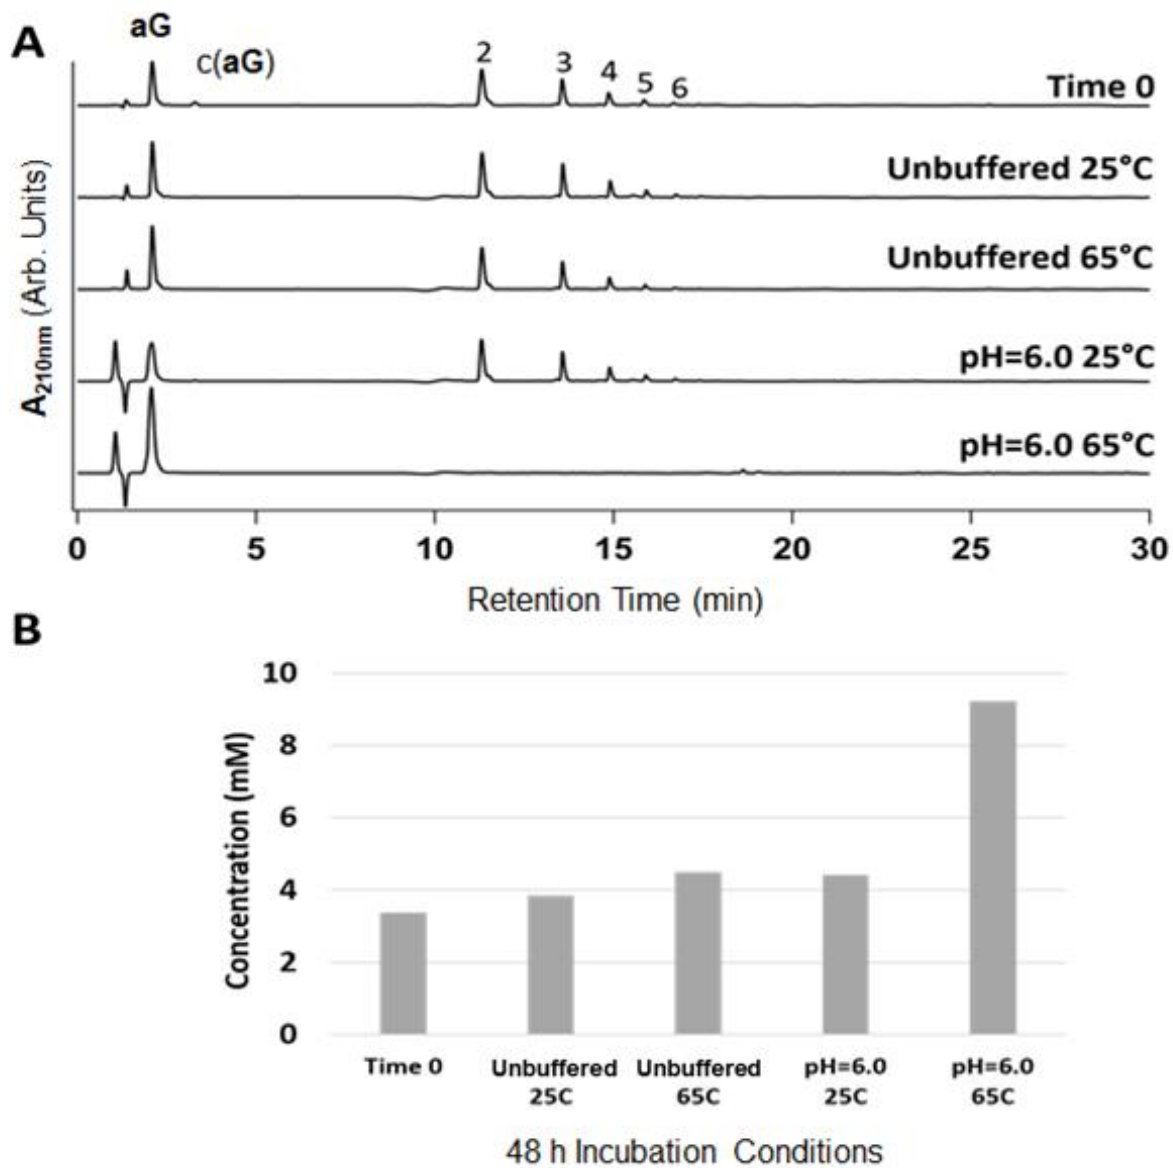 A
aG
c(aG)
2
3
4
5
6
Time 0
Unbuffered 25°C
Unbuffered 65°C
pH=6.0 25°C
pH=6.0 65°C
A210nm (Arb. Units)
0 5 10 15 20 25 30
Retention Time (min)
B
Concentration (mM)
10
8
6
4
2
0
Time 0 Unbuffered Unbuffered pH=6.0 pH=6.0
25C 65C 25C 65C
48 h Incubation Conditions